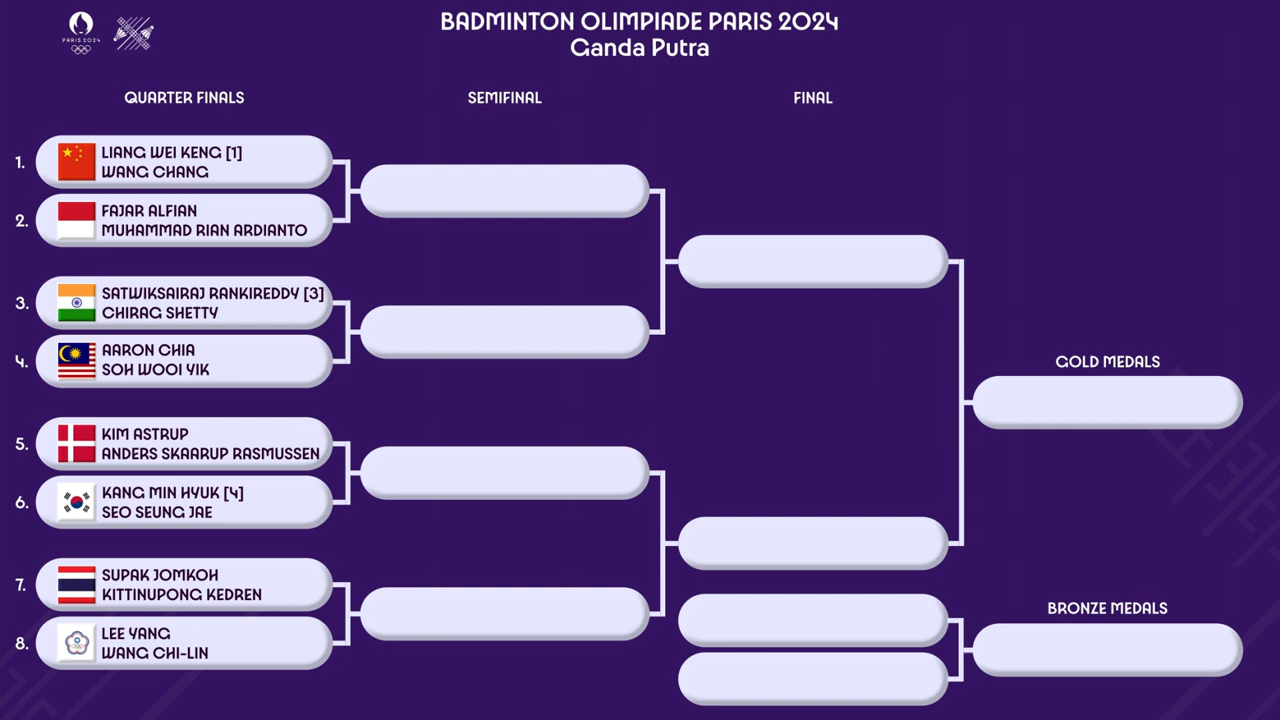 PARIS 2024
BADMINTON OLIMPIADE PARIS 2024
Ganda Putra
QUARTER FINALS
SEMIFINAL
FINAL
1.
LIANG WEI KENG [1]
WANG CHANG
2.
FAJAR ALFIAN
MUHAMMAD RIAN ARDIANTO
3.
SATWIKSAIRAJ RANKIREDDY [3]
CHIRAG SHETTY
4.
AARON CHIA
SOH WOOI YIK
5.
KIM ASTRUP
ANDERS SKAARUP RASMUSSEN
6.
KANG MIN HYUK [4]
SEO SEUNG JAE
7.
SUPAK JOMKOH
KITTINUPONG KEDREN
8.
LEE YANG
WANG CHI-LIN
GOLD MEDALS
BRONZE MEDALS